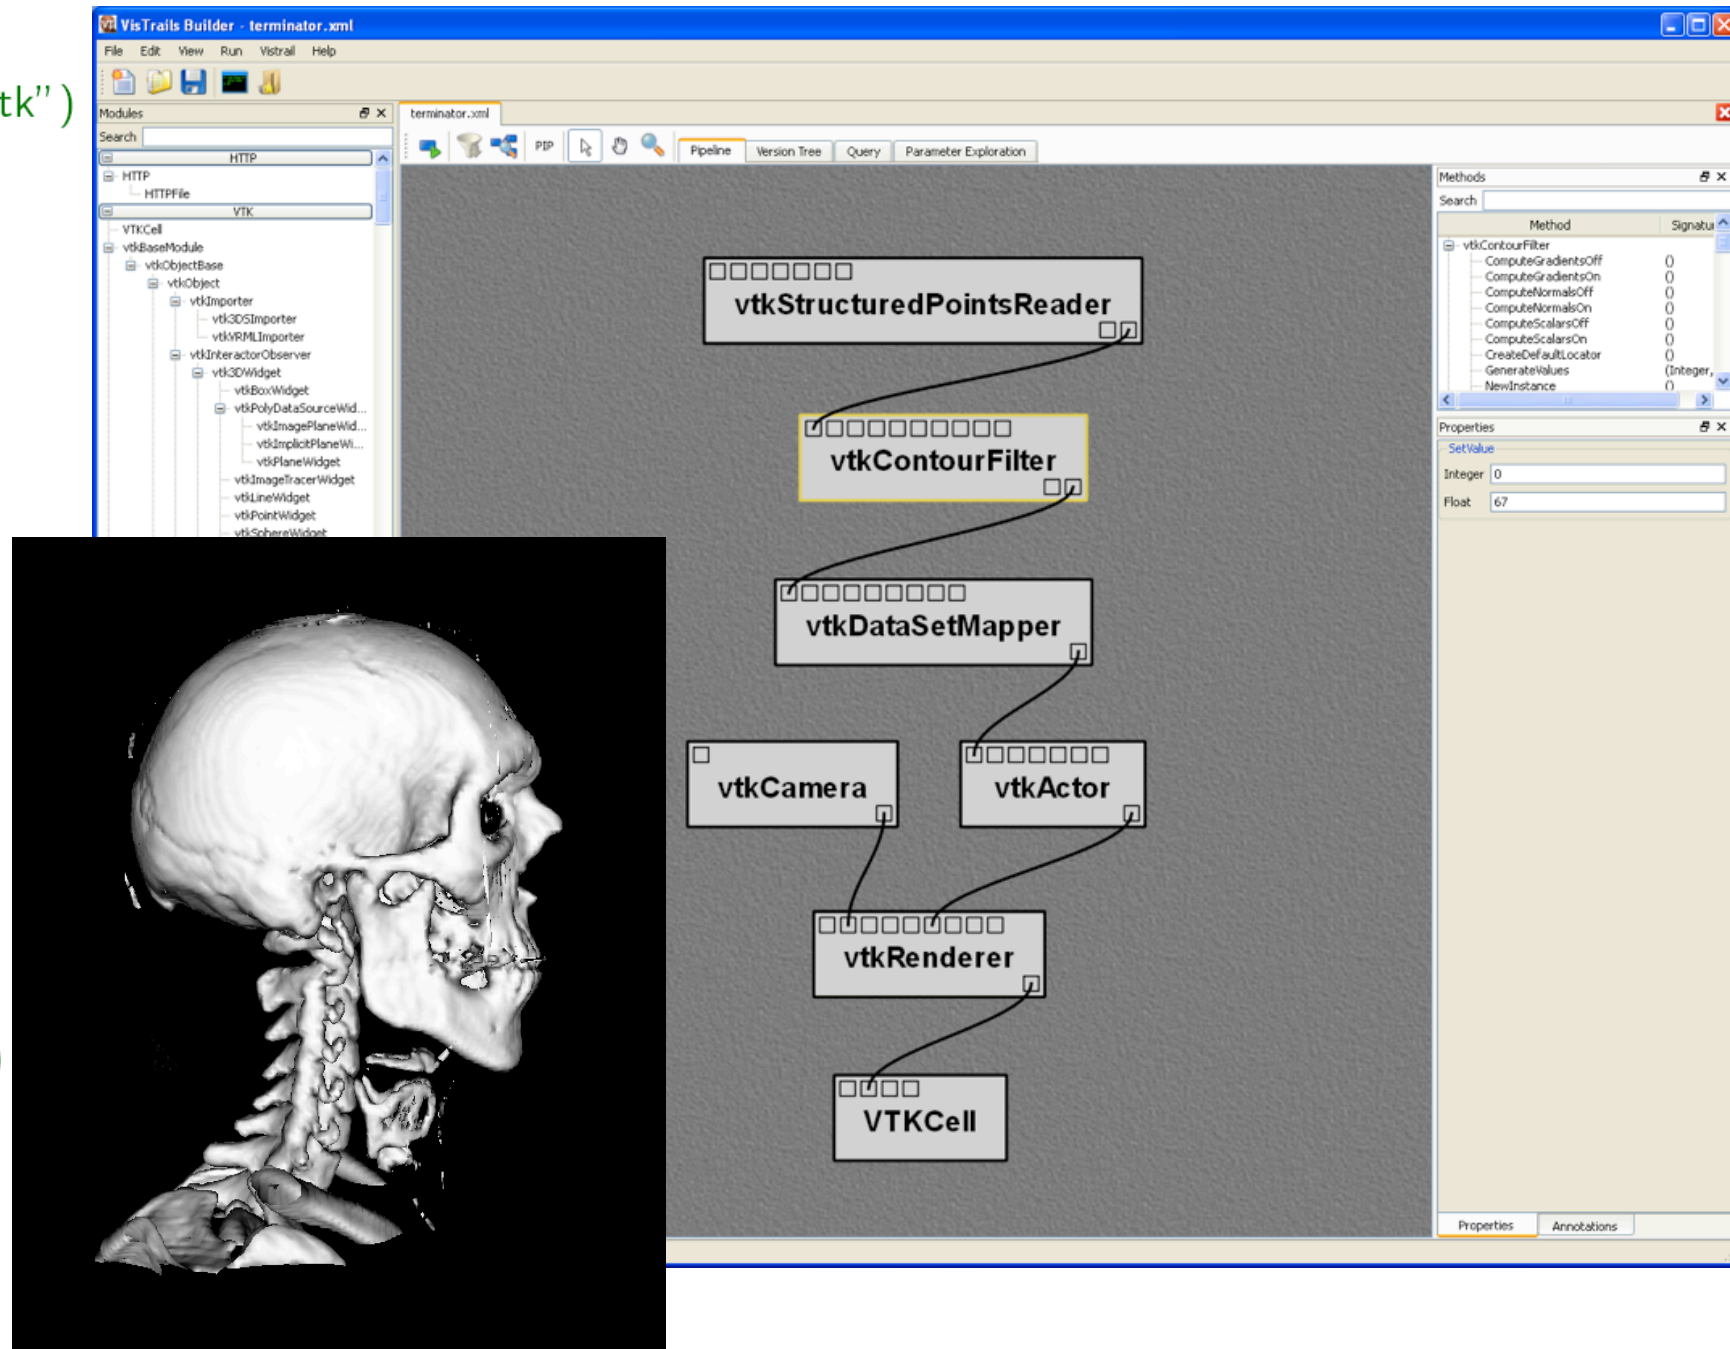 tk")
VisTrails Builder - terminator.xml
File Edit View Run Vistrail Help
Modules
Search
HTTP
HTTP
HTTPFile
VTK
VTKCell
vtkBaseModule
vtkObjectBase
vtkObject
vtkImporter
vtk3DSImporter
vtkVRMLImporter
vtkInteractorObserver
vtk3DWidget
vtkBoxWidget
vtkPolyDataSourceWid...
vtkImagePlaneWid...
vtkImplicitPlaneWi...
vtkPlaneWidget
vtkImageTracerWidget
vtkLineWidget
vtkPointWidget
vtkSphereWidget
terminator.xml
PIP Pipeline Version Tree Query Parameter Exploration
vtkStructuredPointsReader
vtkContourFilter
vtkDataSetMapper
vtkCamera vtkActor
vtkRenderer
VTKCell
Methods
Search
Method Signatu
vtkContourFilter
ComputeGradientsOff ()
ComputeGradientsOn ()
ComputeNormalsOff ()
ComputeNormalsOn ()
ComputeScalarsOff ()
ComputeScalarsOn ()
CreateDefaultLocator ()
GenerateValues (Integer,
NewInstance ()
Properties
SetValue
Integer 0
Float 67
Properties Annotations
)